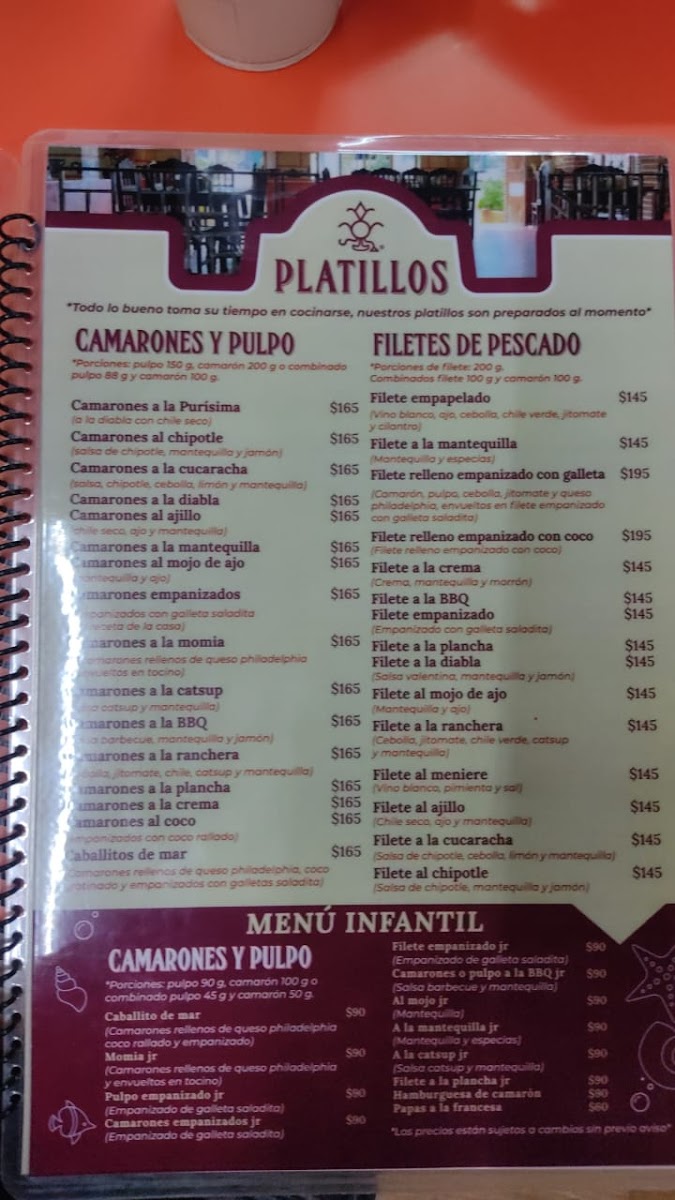 PLATILLOS
*Todo lo bueno toma su tiempo en cocinarse, nuestros platillos son preparados al momento*
CAMARONES Y PULPO
*Porciones: pulpo 150 g, camarón 200 g o combinado
pulpo 88 g y camarón 100 g.
Camarones a la Purísima $165
(a la diabla con chile seco)
Camarones al chipotle $165
(salsa de chipotle, mantequilla y jamón)
Camarones a la cucaracha $165
(salsa, chipotle, cebolla, limón y mantequilla)
Camarones a la diabla $165
Camarones al ajillo $165
(chile seco, ajo y mantequilla)
Camarones a la mantequilla $165
Camarones al mojo de ajo $165
(mantequilla y ajo)
Camarones empanizados $165
(empanizados con galleta saladita
receta de la casa)
Camarones a la momia $165
(camarones rellenos de queso philadelphia
envueltos en tocino)
Camarones a la catsup $165
(salsa catsup y mantequilla)
Camarones a la BBQ $165
(salsa barbecue, mantequilla y jamón)
Camarones a la ranchera $165
(cebolla, jitomate, chile, catsup y mantequilla)
Camarones a la plancha $165
Camarones a la crema $165
Camarones al coco $165
(empanizados con coco rallado)
Caballitos de mar $165
(Camarones rellenos de queso philadelphia, coco
gratinado y empanizados con galletas saladita)
FILETES DE PESCADO
*Porciones de filete: 200 g.
Combinados filete 100 g y camarón 100 g.
Filete empapelado $145
(Vino blanco, ajo, cebolla, chile verde, jitomate
y cilantro)
Filete a la mantequilla $145
(Mantequilla y especias)
Filete relleno empanizado con galleta $195
(Camarón, pulpo, cebolla, jitomate y queso
philadelphia, envueltos en filete empanizado
con galleta saladita)
Filete relleno empanizado con coco $195
(Filete relleno empanizado con coco)
Filete a la crema $145
(Crema, mantequilla y morrón)
Filete a la BBQ $145
Filete empanizado $145
(Empanizado con galleta saladita)
Filete a la plancha $145
Filete a la diabla $145
(Salsa valentina, mantequilla y jamón)
Filete al mojo de ajo $145
(Mantequilla y ajo)
Filete a la ranchera $145
(Cebolla, jitomate, chile verde, catsup
y mantequilla)
Filete al meniere $145
(Vino blanco, pimienta y sal)
Filete al ajillo $145
(Chile seco, ajo y mantequilla)
Filete a la cucaracha $145
(Salsa de chipotle, cebolla, limón y mantequilla)
Filete al chipotle $145
(Salsa de chipotle, mantequilla y jamón)
MENÚ INFANTIL
CAMARONES Y PULPO
*Porciones: pulpo 90 g, camarón 100 g o
combinado pulpo 45 g y camarón 50 g.
Caballito de mar $90
(Camarones rellenos de queso philadelphia
coco rallado y empanizado)
Momia jr $90
(Camarones rellenos de queso philadelphia
y envueltos en tocino)
Pulpo empanizado jr $90
(Empanizado de galleta saladita)
Camarones empanizados jr $90
(Empanizado de galleta saladita)
Filete empanizado jr $90
(Empanizado de galleta saladita)
Camarones o pulpo a la BBQ jr $90
(Salsa barbecue y mantequilla)
Al mojo jr $90
(Mantequilla)
A la mantequilla jr $90
(Mantequilla y especias)
A la catsup jr $90
(Salsa catsup y mantequilla)
Filete a la plancha jr $90
Hamburguesa de camarón $90
Papas a la francesa $60
*Los precios están sujetos a cambios sin previo aviso*